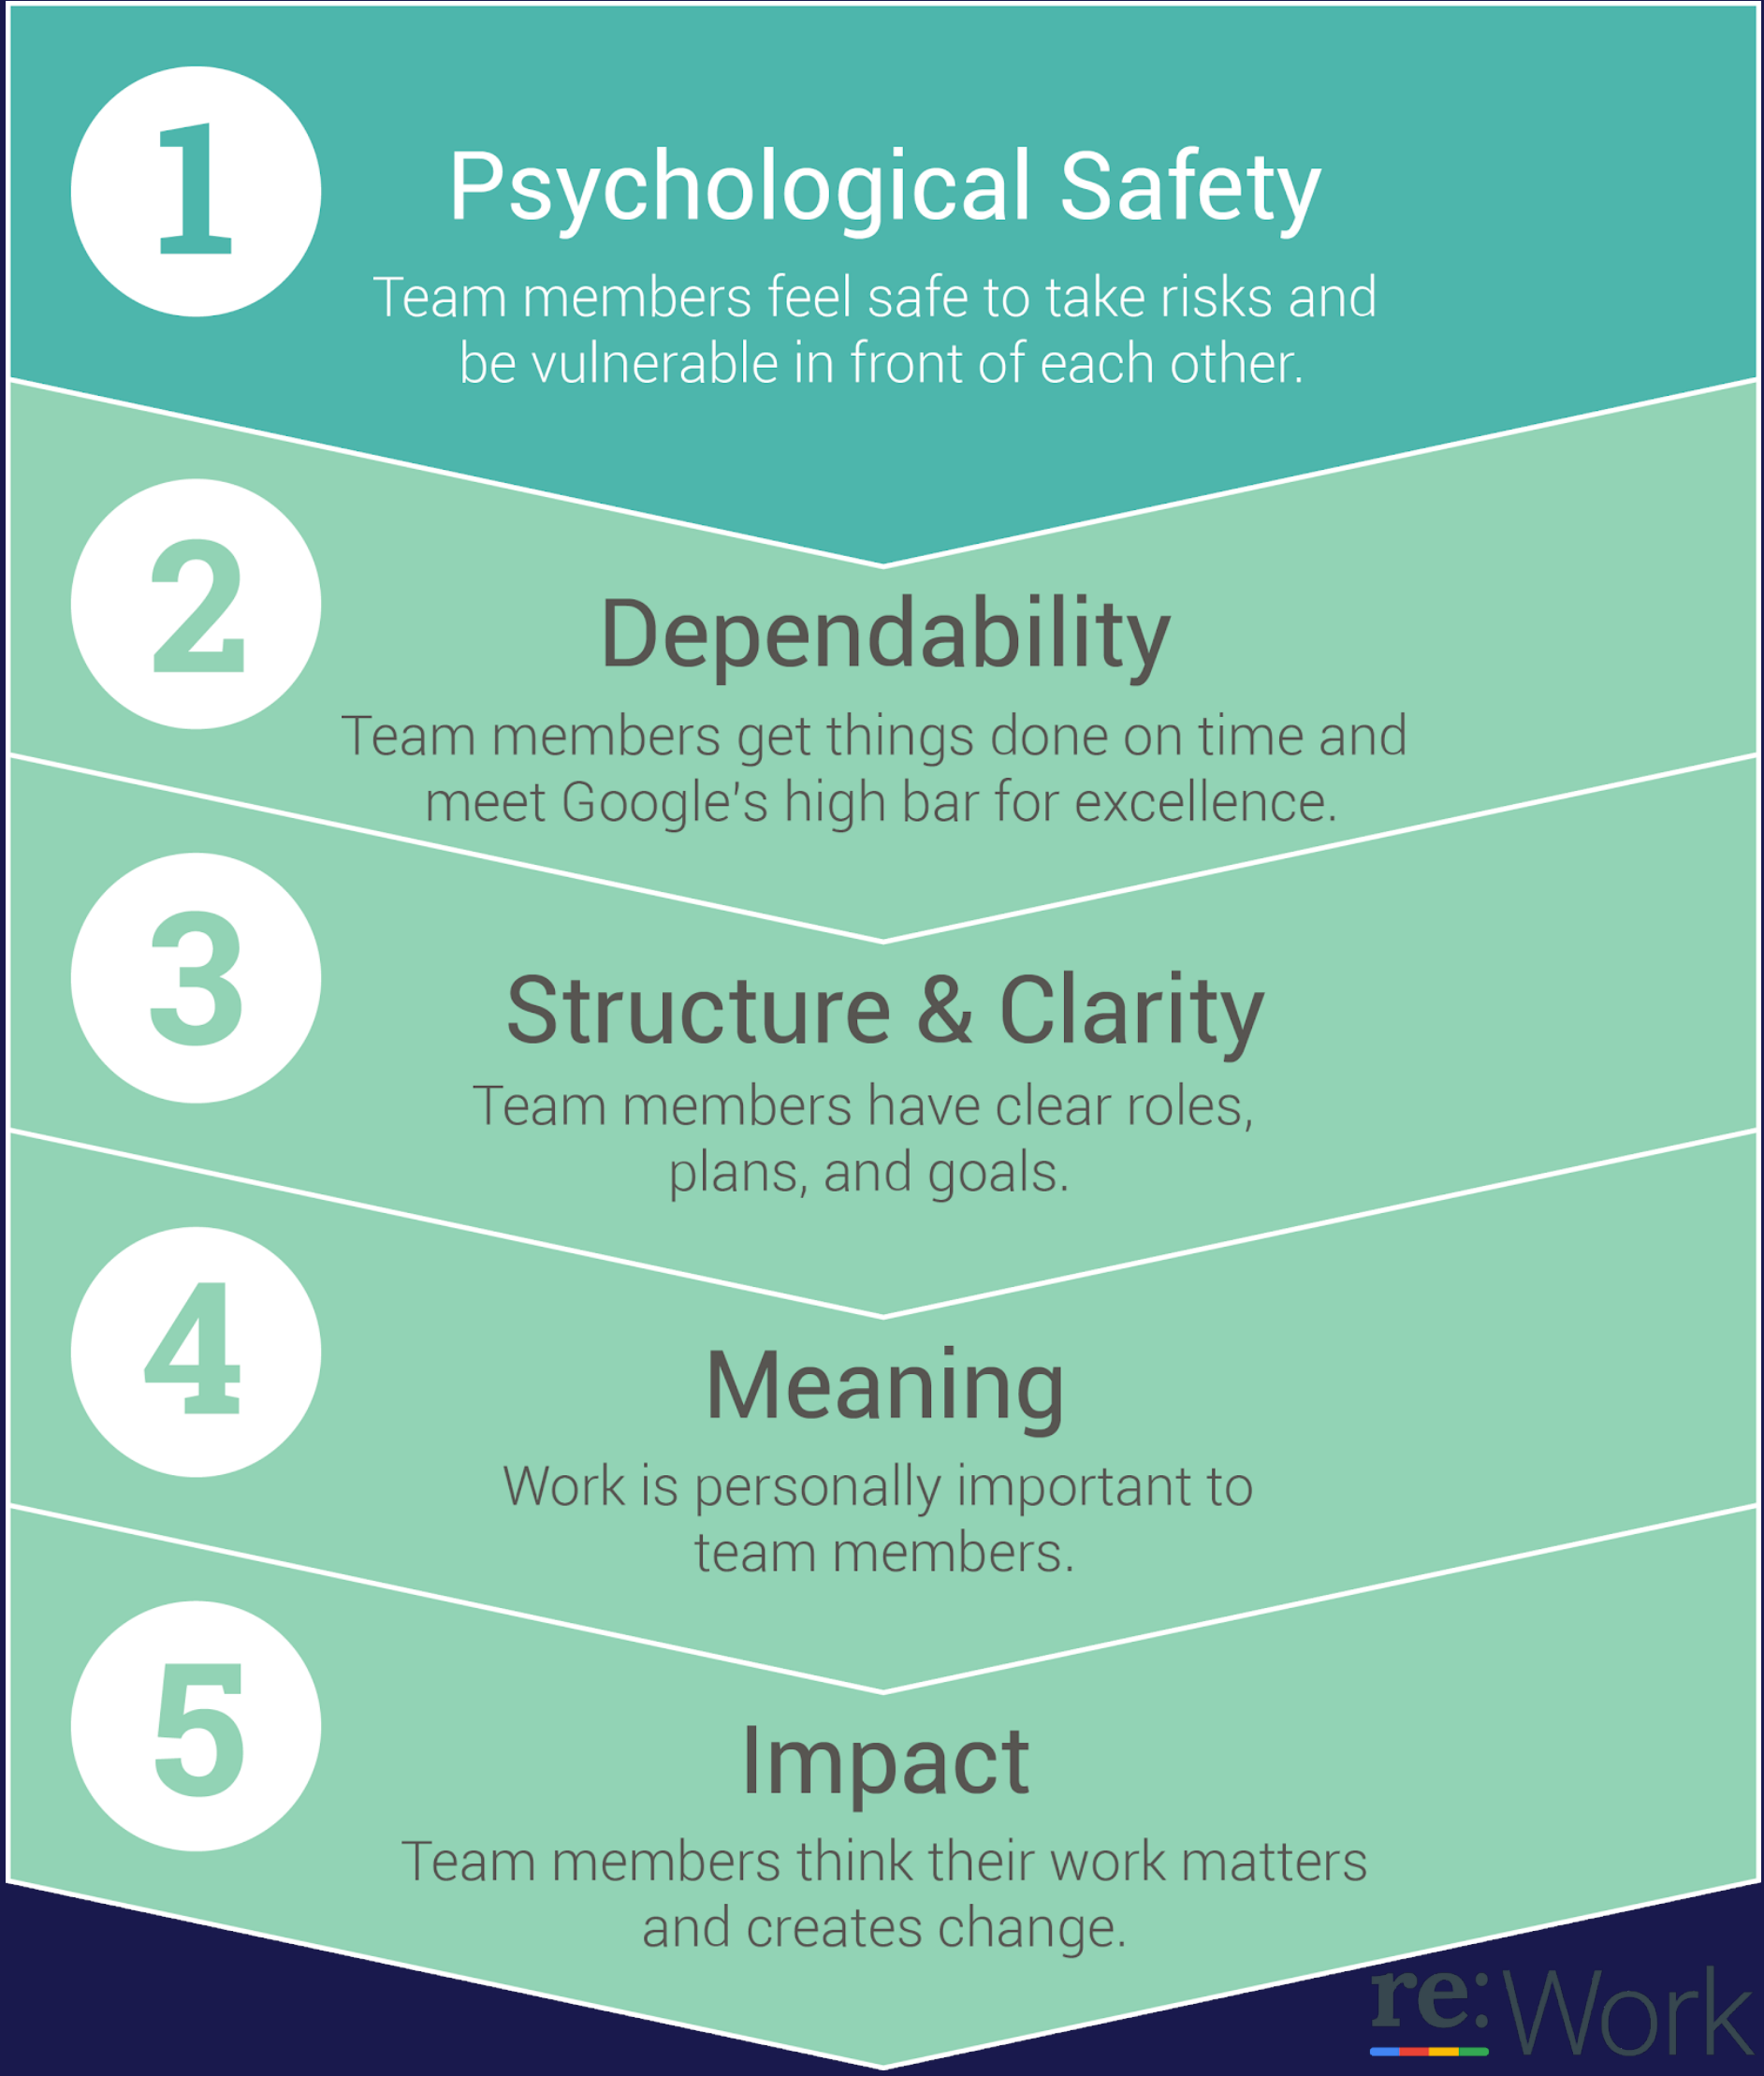 1
Psychological Safety
Team members feel safe to take risks and
be vulnerable in front of each other.
2
Dependability
Team members get things done on time and
meet Google's high bar for excellence.
3
Structure & Clarity
Team members have clear roles,
plans, and goals.
4
Meaning
Work is personally important to
team members.
5
Impact
Team members think their work matters
and creates change.
re:Work